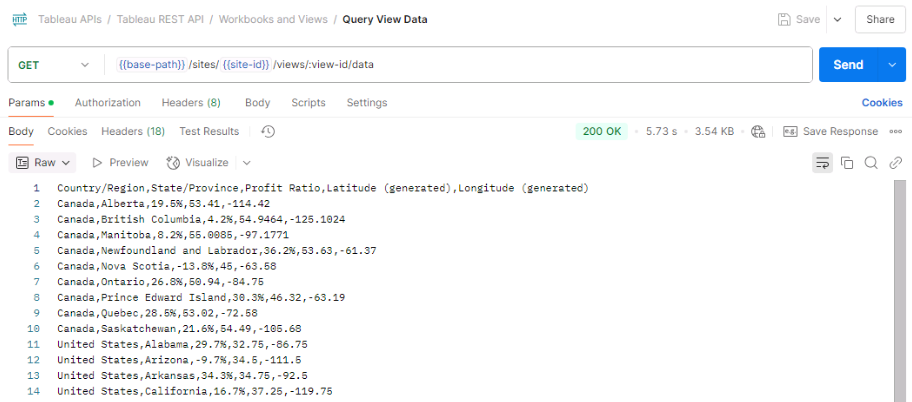 HTTP Tableau APIs / Tableau REST API / Workbooks and Views / Query View Data Save Share
GET {{base-path}} /sites/ {{site-id}} /views/:view-id/data Send
Params Authorization Headers (8) Body Scripts Settings Cookies
Body Cookies Headers (18) Test Results 200 OK 5.73 s 3.54 KB e.g. Save Response
Raw Preview Visualize
1 Country/Region,State/Province,Profit Ratio,Latitude (generated),Longitude (generated)
2 Canada,Alberta,19.5%,53.41,-114.42
3 Canada,British Columbia,4.2%,54.9464,-125.1024
4 Canada,Manitoba,8.2%,55.0085,-97.1771
5 Canada,Newfoundland and Labrador,36.2%,53.63,-61.37
6 Canada,Nova Scotia,-13.8%,45,-63.58
7 Canada,Ontario,26.8%,50.94,-84.75
8 Canada,Prince Edward Island,30.3%,46.32,-63.19
9 Canada,Quebec,28.5%,53.02,-72.58
10 Canada,Saskatchewan,21.6%,54.49,-105.68
11 United States,Alabama,29.7%,32.75,-86.75
12 United States,Arizona,-9.7%,34.5,-111.5
13 United States,Arkansas,34.3%,34.75,-92.5
14 United States,California,16.7%,37.25,-119.75